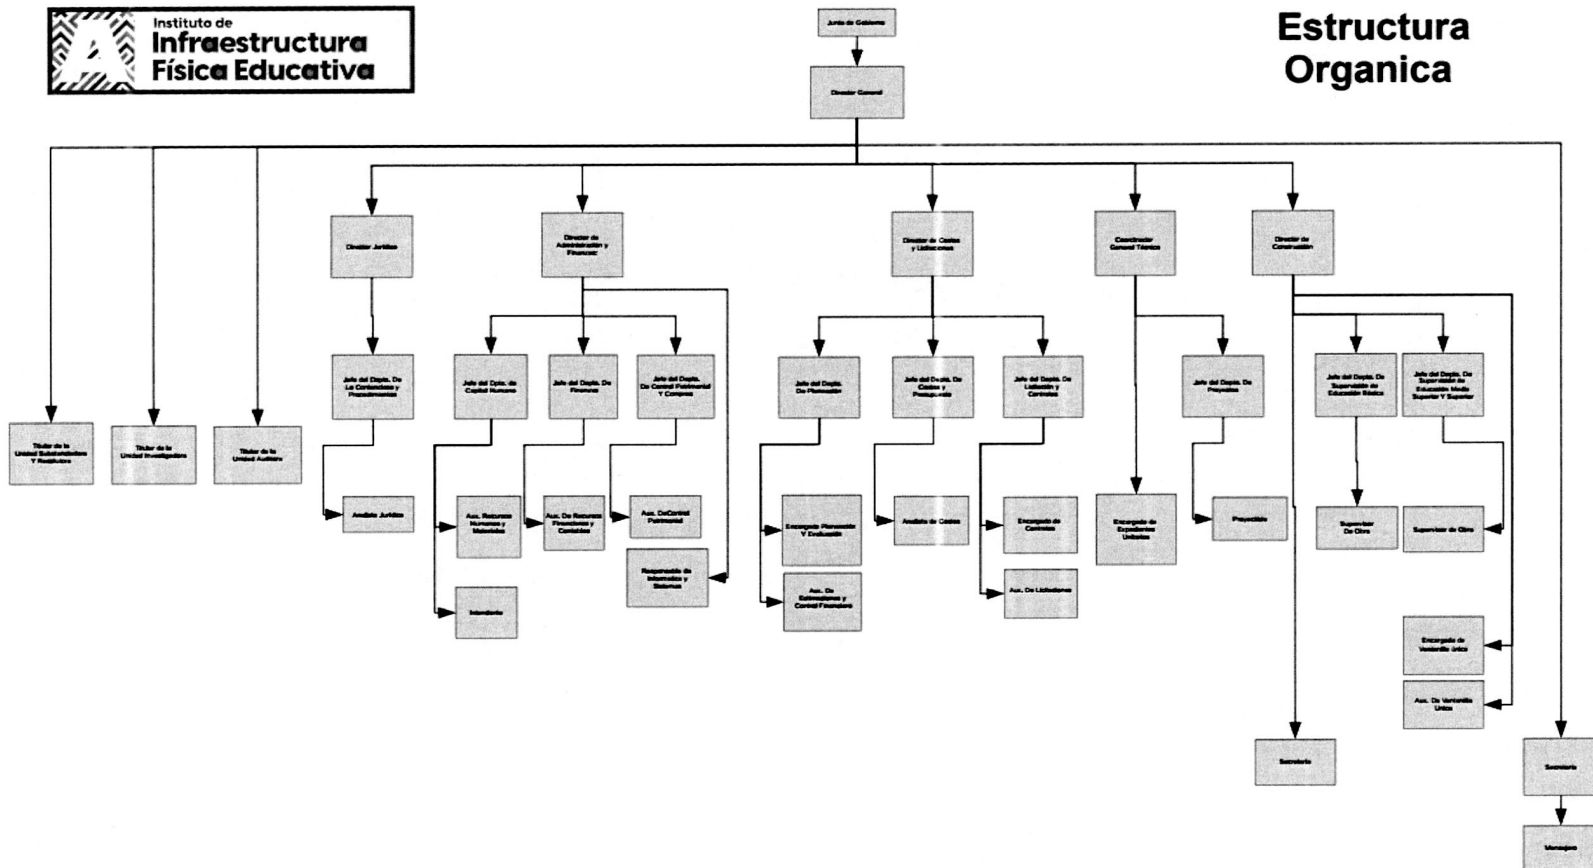 Instituto de
Infraestructura
Física Educativa
Estructura
Organica
Junta de Gobierno
Director General
Director Jurídico
Director de
Administración y
Finanzas
Director de Costos
y Licitaciones
Coordinador
General Técnico
Director de
Construcción
Jefe del Depto. De
Lo Contencioso y
Procedimientos
Jefe del Dpto. de
Capital Humano
Jefe del Depto. De
Finanzas
Jefe del Depto.
De Control Patrimonial
Y Compras
Jefe del Depto.
De Planeación
Jefe del Depto. De
Costos y
Presupuesto
Jefe del Depto. De
Licitación y
Contratos
Jefe del Depto. De
Proyectos
Jefe del Depto. De
Supervisión de
Educación Básica
Jefe del Depto. De
Supervisión de
Educación Media
Superior Y Superior
Titular de la
Unidad Substanciadora
Y Resolutora
Titular de la
Unidad Investigadora
Titular de la
Unidad Auditora
Analista Jurídico
Aux. Recursos
Humanos y
Materiales
Aux. De Recursos
Financieros y
Contables
Aux. DeControl
Patrimonial
Encargado Planeación
Y Evaluación
Analista de Costos
Encargado de
Contratos
Encargado de
Expedientes
Unitarios
Proyectista
Supervisor
De Obra
Supervisor de Obra
Responsable de
Informatica y
Sistemas
Intendente
Aux. De
Estimaciones y
Control Financiero
Aux. De Licitaciones
Encargado de
Ventanilla única
Aux. De Ventanilla
Unica
Secretaria
Secretaria
Mensajero